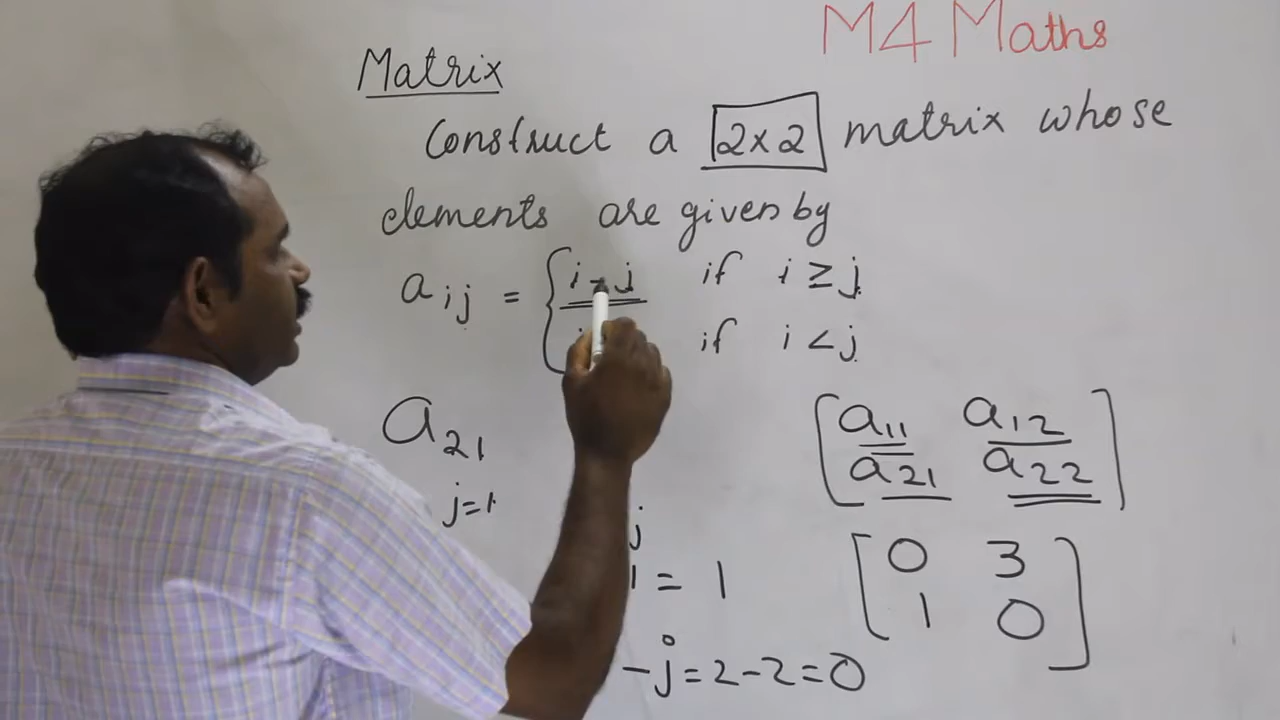 M4 Maths
Matrix
Construct a 2×2 matrix whose
elements are given by
a ij = { i - j if i ≥ j
if i < j
a21
j=1
[ a11 a12
a21 a22 ]
j
= 1
[ 0 3
1 0 ]
-j = 2-2 = 0